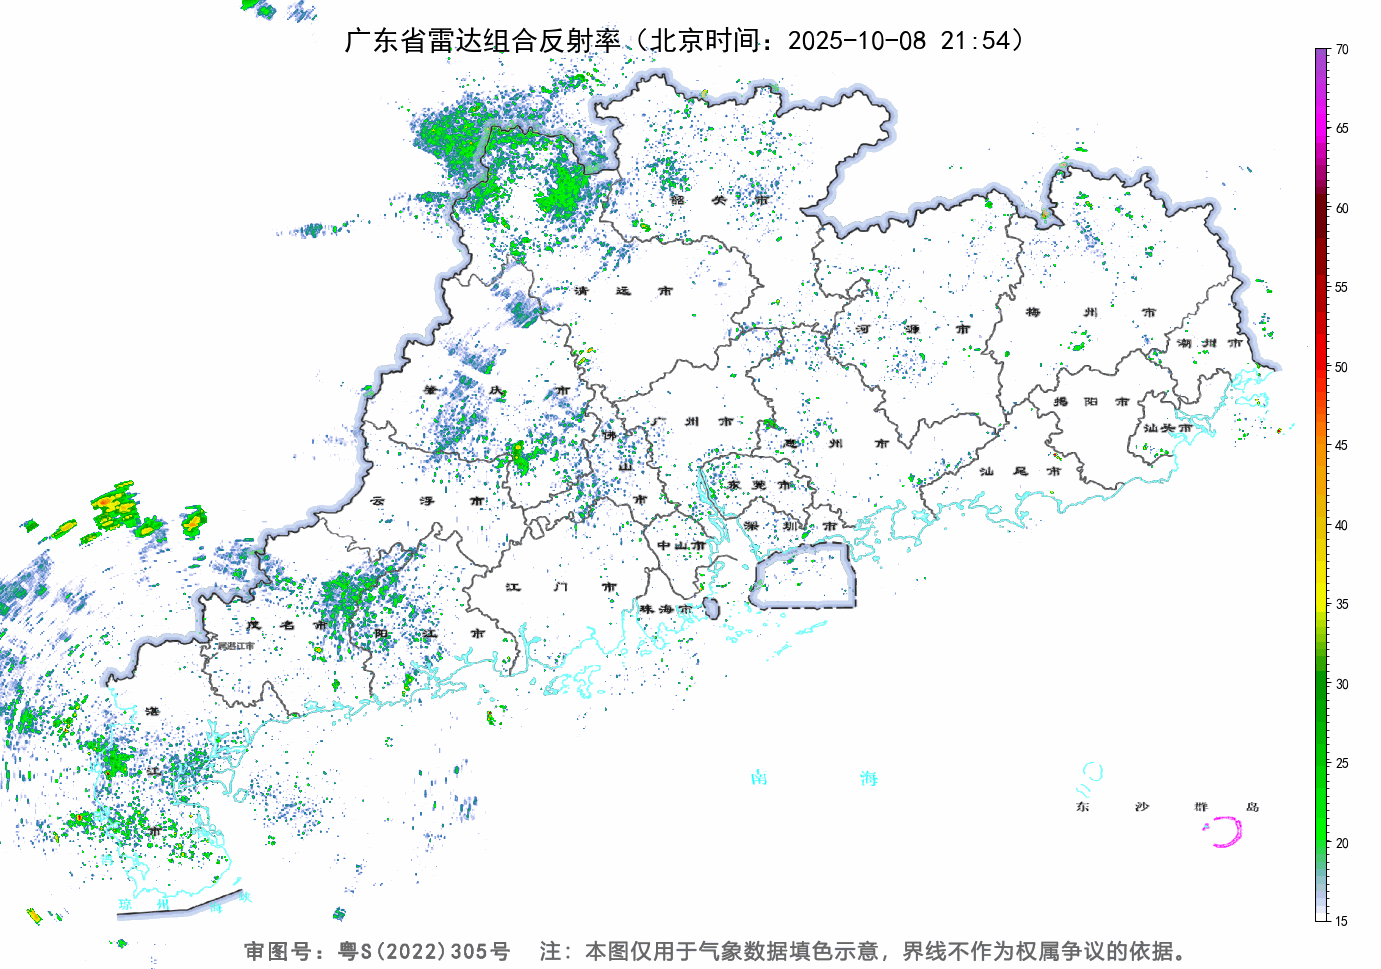 广东省雷达组合反射率（北京时间：2025-10-08 21:54）
70
65
60
55
50
45
40
35
30
25
20
15
韶关市
清远市
河源市
梅州市
潮州市
肇庆市
揭阳市
广州市
汕头市
佛山市
惠州市
汕尾市
云浮市
东莞市
深圳市
中山市
江门市
珠海市
茂名市
阳江市
属湛江市
湛江市
南海
东沙群岛
琼州海峡
审图号：粤S(2022)305号 注：本图仅用于气象数据填色示意，界线不作为权属争议的依据。